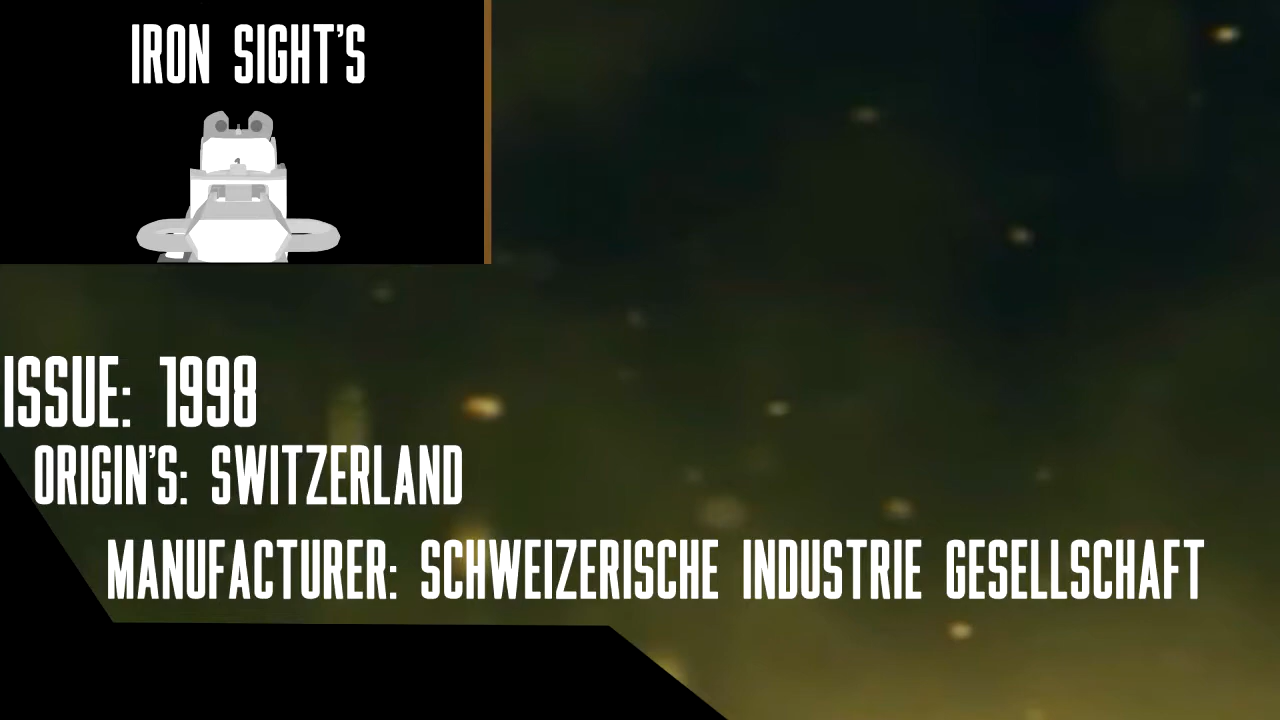 IRON SIGHT'S
ISSUE: 1998
ORIGIN'S: SWITZERLAND
MANUFACTURER: SCHWEIZERISCHE INDUSTRIE GESELLSCHAFT